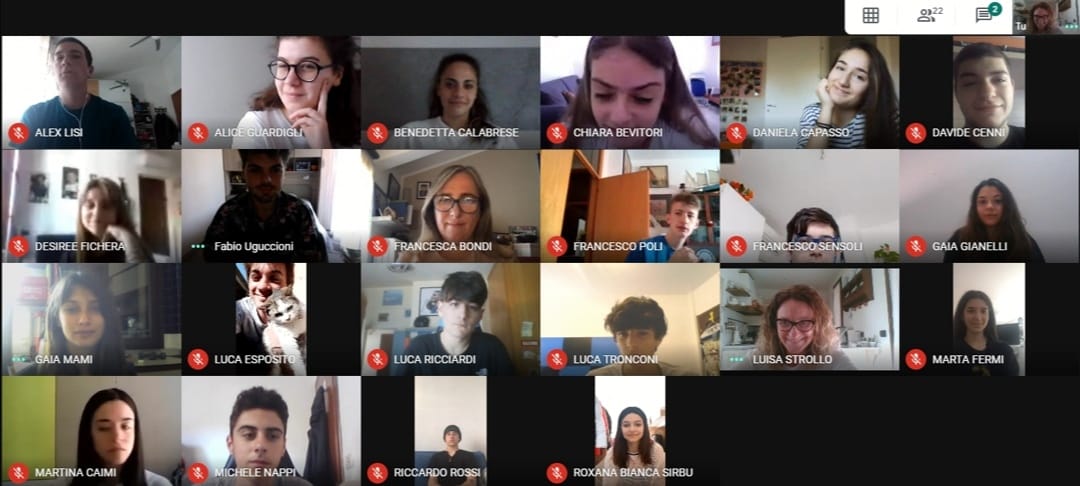 22
2
Tu
ALEX LISI
ALICE GUARDIGLI
BENEDETTA CALABRESE
CHIARA BEVITORI
DANIELA CAPASSO
DAVIDE CENNI
DESIREE FICHERA
Fabio Uguccioni
FRANCESCA BONDI
FRANCESCO POLI
FRANCESCO SENSOLI
GAIA GIANELLI
GAIA MAMI
LUCA ESPOSITO
LUCA RICCIARDI
LUCA TRONCONI
LUISA STROLLO
MARTA FERMI
MARTINA CAIMI
MICHELE NAPPI
RICCARDO ROSSI
ROXANA BIANCA SIRBU